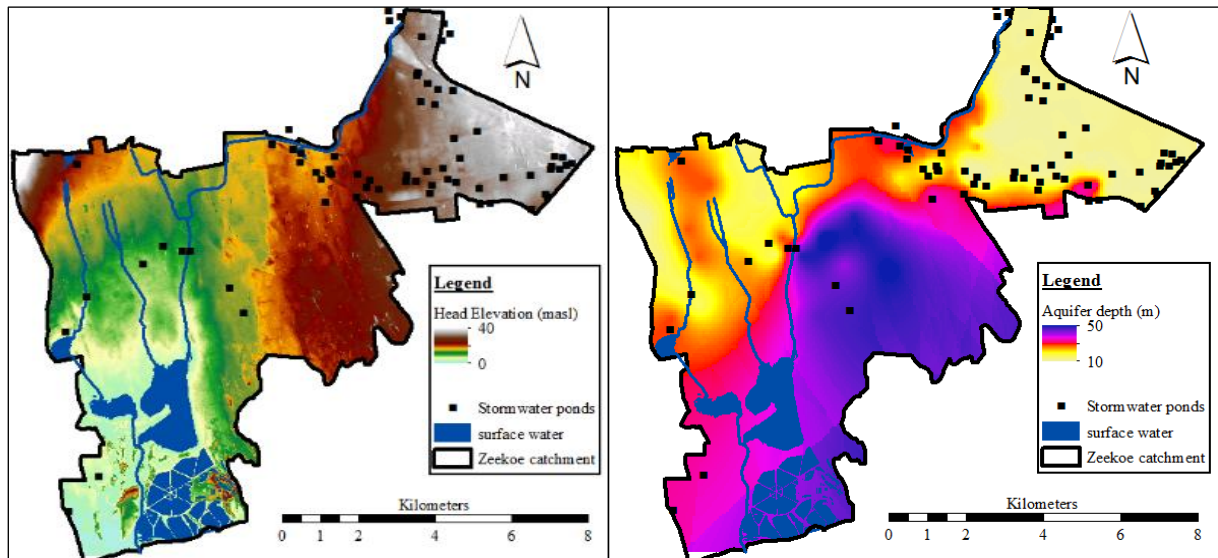 N
Legend
Head Elevation (masl)
40
0
Stormwater ponds
surface water
Zeekoe catchment
Kilometers
0 1 2 4 6 8
N
Legend
Aquifer depth (m)
50
10
Stormwater ponds
surface water
Zeekoe catchment
Kilometers
0 1 2 4 6 8